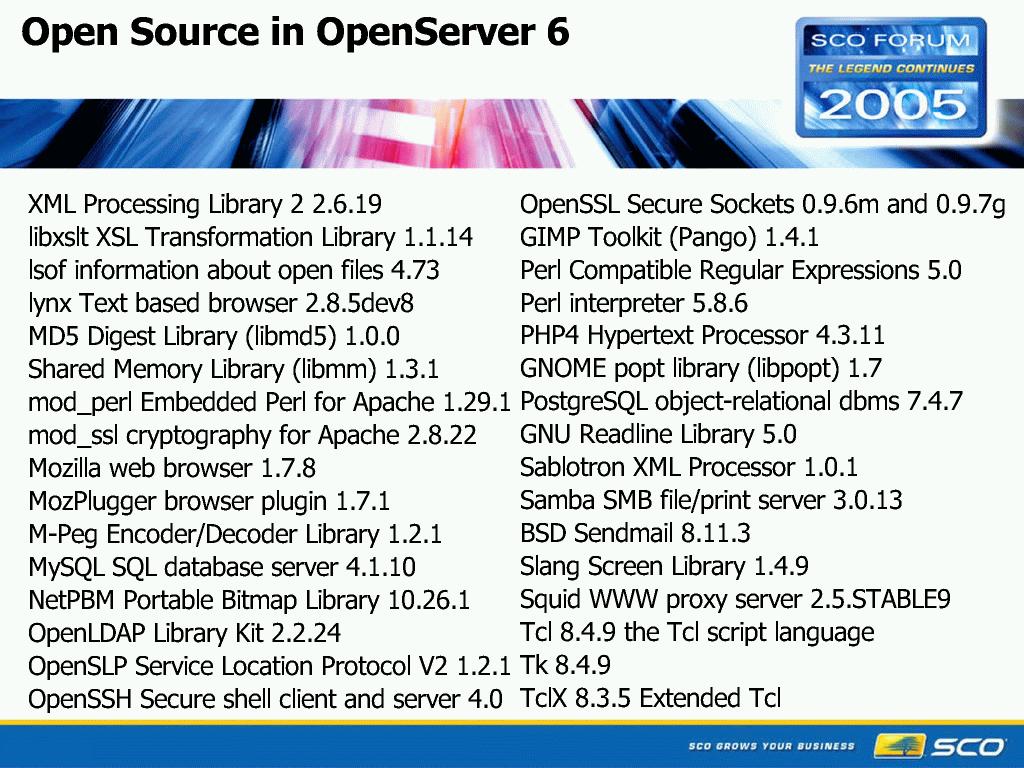 Open Source in OpenServer 6
SCO FORUM
THE LEGEND CONTINUES
2005
XML Processing Library 2 2.6.19
libxslt XSL Transformation Library 1.1.14
lsof information about open files 4.73
lynx Text based browser 2.8.5dev8
MD5 Digest Library (libmd5) 1.0.0
Shared Memory Library (libmm) 1.3.1
mod_perl Embedded Perl for Apache 1.29.1
mod_ssl cryptography for Apache 2.8.22
Mozilla web browser 1.7.8
MozPlugger browser plugin 1.7.1
M-Peg Encoder/Decoder Library 1.2.1
MySQL SQL database server 4.1.10
NetPBM Portable Bitmap Library 10.26.1
OpenLDAP Library Kit 2.2.24
OpenSLP Service Location Protocol V2 1.2.1
OpenSSH Secure shell client and server 4.0
OpenSSL Secure Sockets 0.9.6m and 0.9.7g
GIMP Toolkit (Pango) 1.4.1
Perl Compatible Regular Expressions 5.0
Perl interpreter 5.8.6
PHP4 Hypertext Processor 4.3.11
GNOME popt library (libpopt) 1.7
PostgreSQL object-relational dbms 7.4.7
GNU Readline Library 5.0
Sablotron XML Processor 1.0.1
Samba SMB file/print server 3.0.13
BSD Sendmail 8.11.3
Slang Screen Library 1.4.9
Squid WWW proxy server 2.5.STABLE9
Tcl 8.4.9 the Tcl script language
Tk 8.4.9
TclX 8.3.5 Extended Tcl
SCO GROWS YOUR BUSINESS
SCO